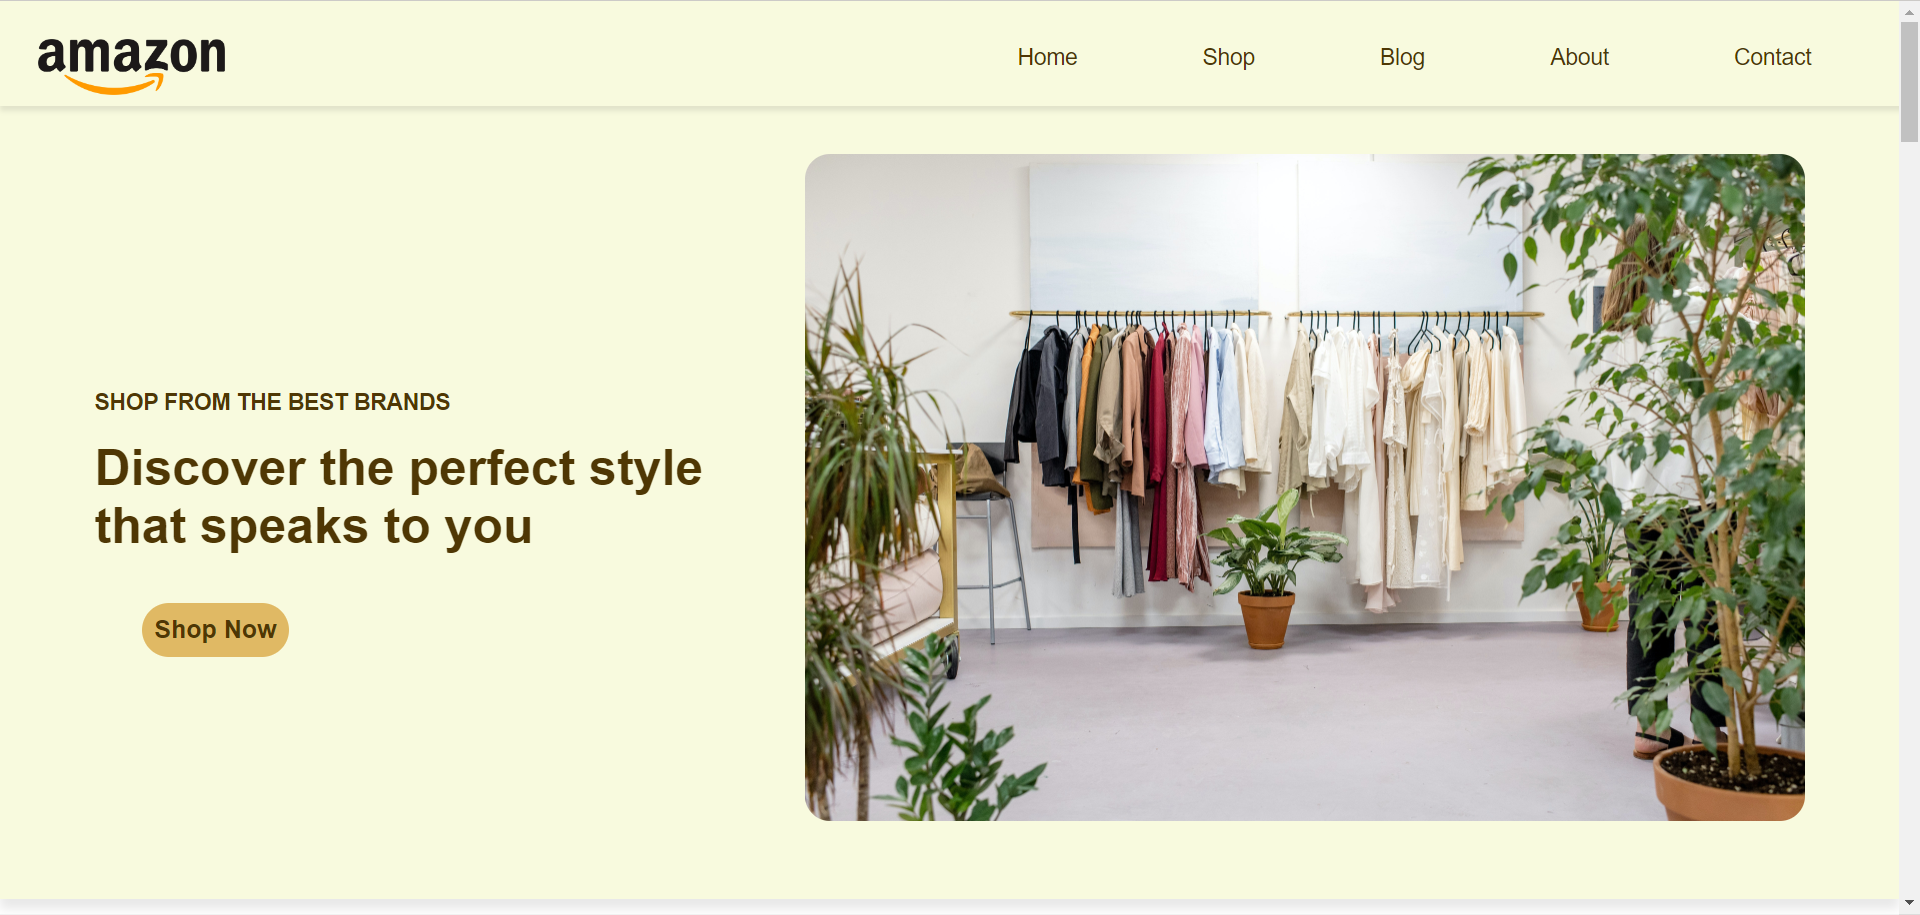 amazon
Home
Shop
Blog
About
Contact
SHOP FROM THE BEST BRANDS
Discover the perfect style
that speaks to you
Shop Now